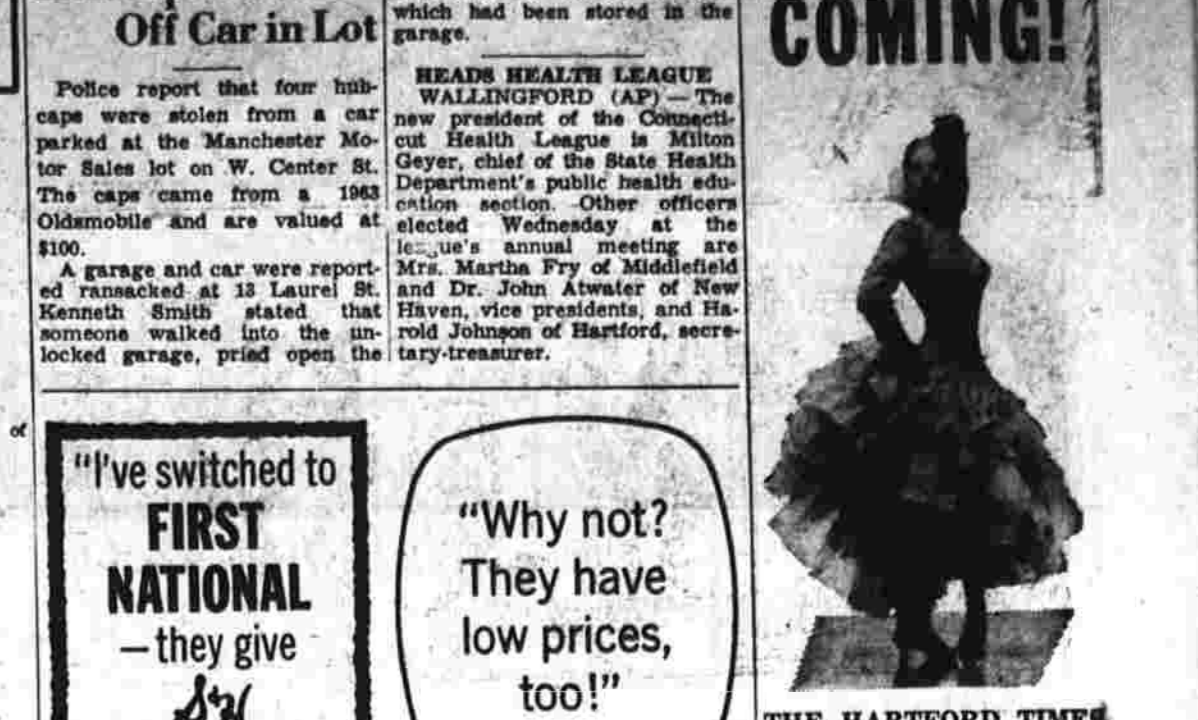 Off Car in Lot
Police report that four hub-
caps were stolen from a car
parked at the Manchester Mo-
tor Sales lot on W. Center St.
The caps came from a 1963
Oldsmobile and are valued at
$100.
A garage and car were report-
ed ransacked at 13 Laurel St.
Kenneth Smith stated that
someone walked into the un-
locked garage, pried open the
which had been stored in the
garage.
HEADS HEALTH LEAGUE
WALLINGFORD (AP) — The
new president of the Connecti-
cut Health League is Milton
Geyer, chief of the State Health
Department's public health edu-
cation section. Other officers
elected Wednesday at the
league's annual meeting are
Mrs. Martha Fry of Middlefield
and Dr. John Atwater of New
Haven, vice presidents, and Ha-
rold Johnson of Hartford, secre-
tary-treasurer.
COMING!
of
"I've switched to
FIRST
NATIONAL
— they give
"Why not?
They have
low prices,
too!"
THE HARTFORD TIMES